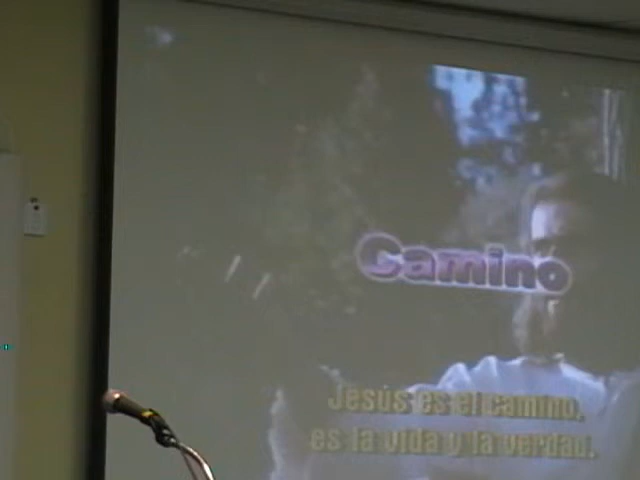 Camino
Jesús es el camino,
es la vida y la verdad.